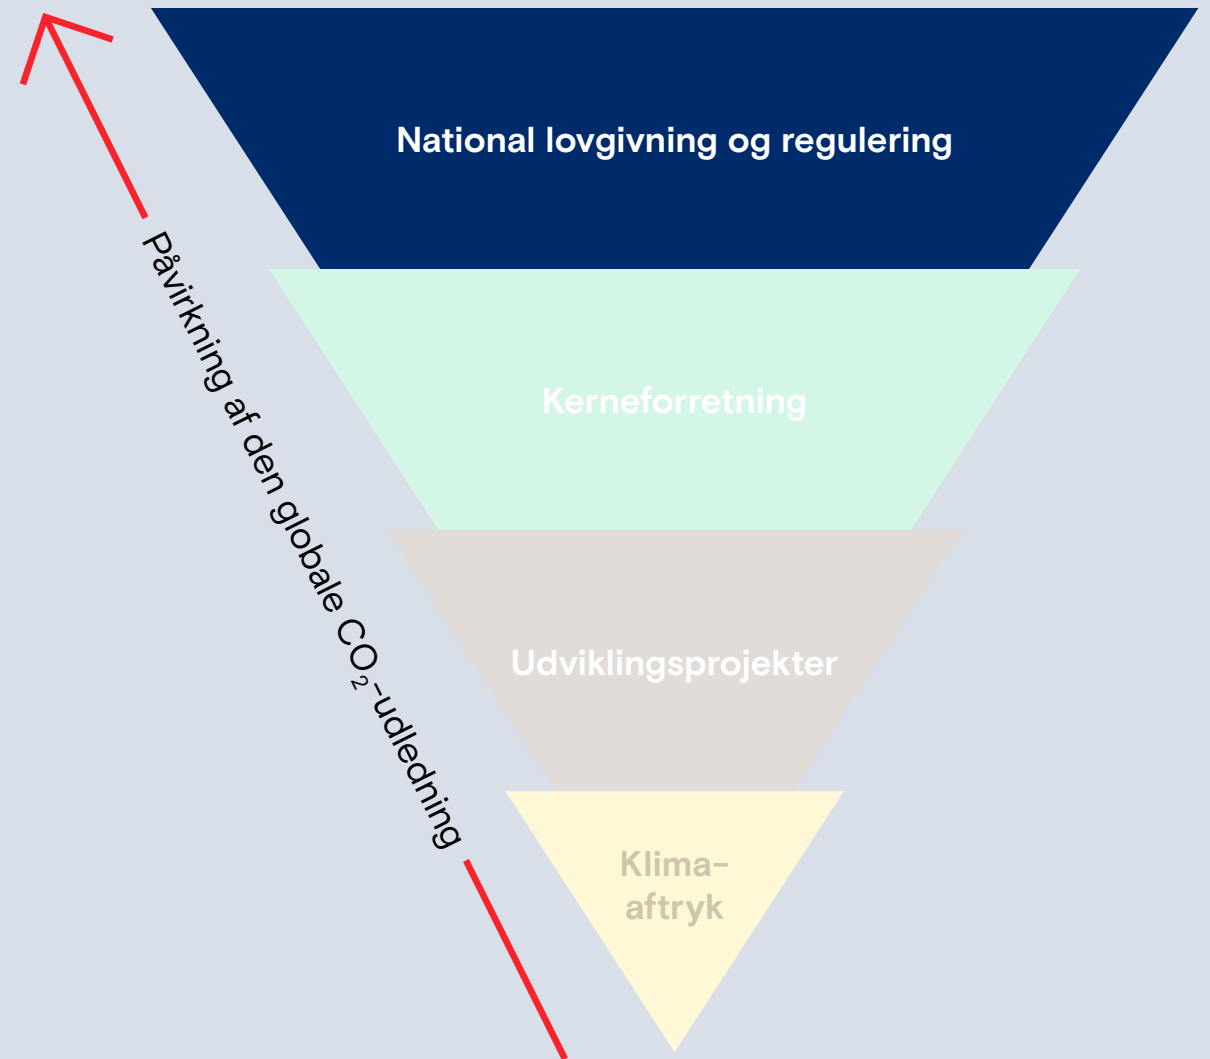 National lovgivning og regulering
Påvirkning af den globale CO₂-udledning
Kerneforretning
Udviklingsprojekter
Klima-
aftryk